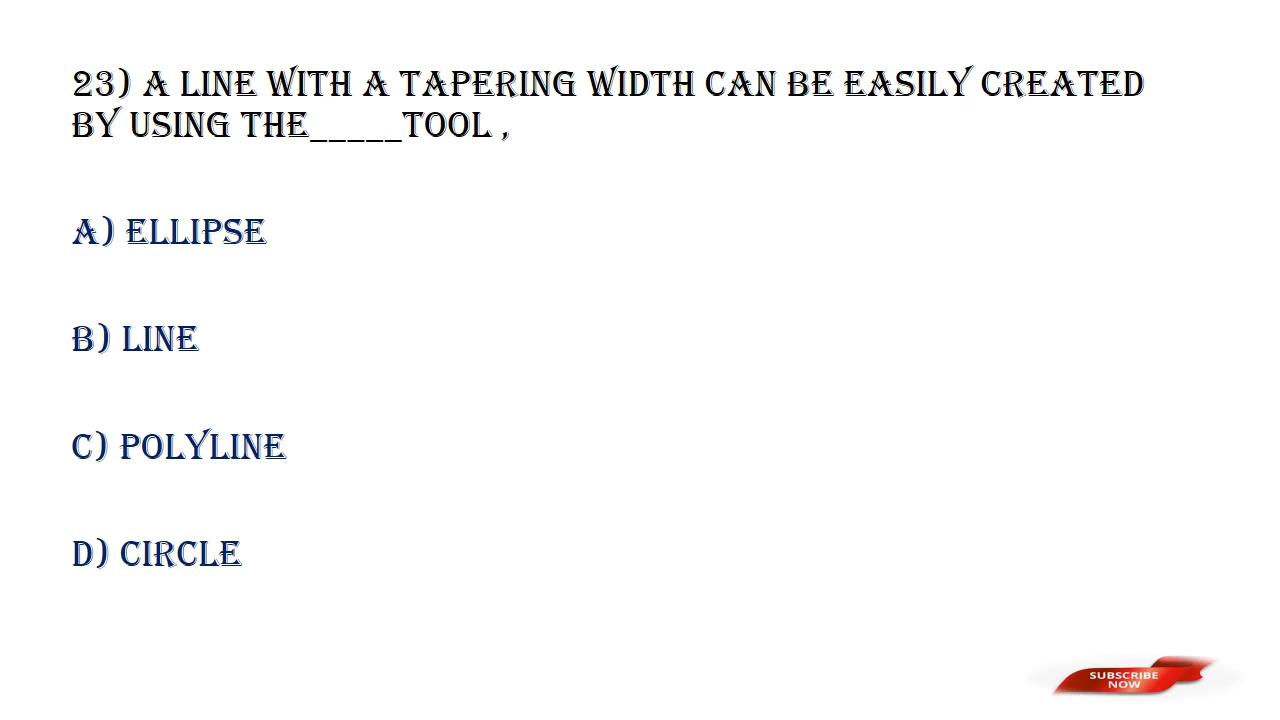 23) A LINE WITH A TAPERING WIDTH CAN BE EASILY CREATED
BY USING THE_____TOOL ,
A) ELLIPSE
B) LINE
C) POLYLINE
D) CIRCLE
SUBSCRIBE
NOW